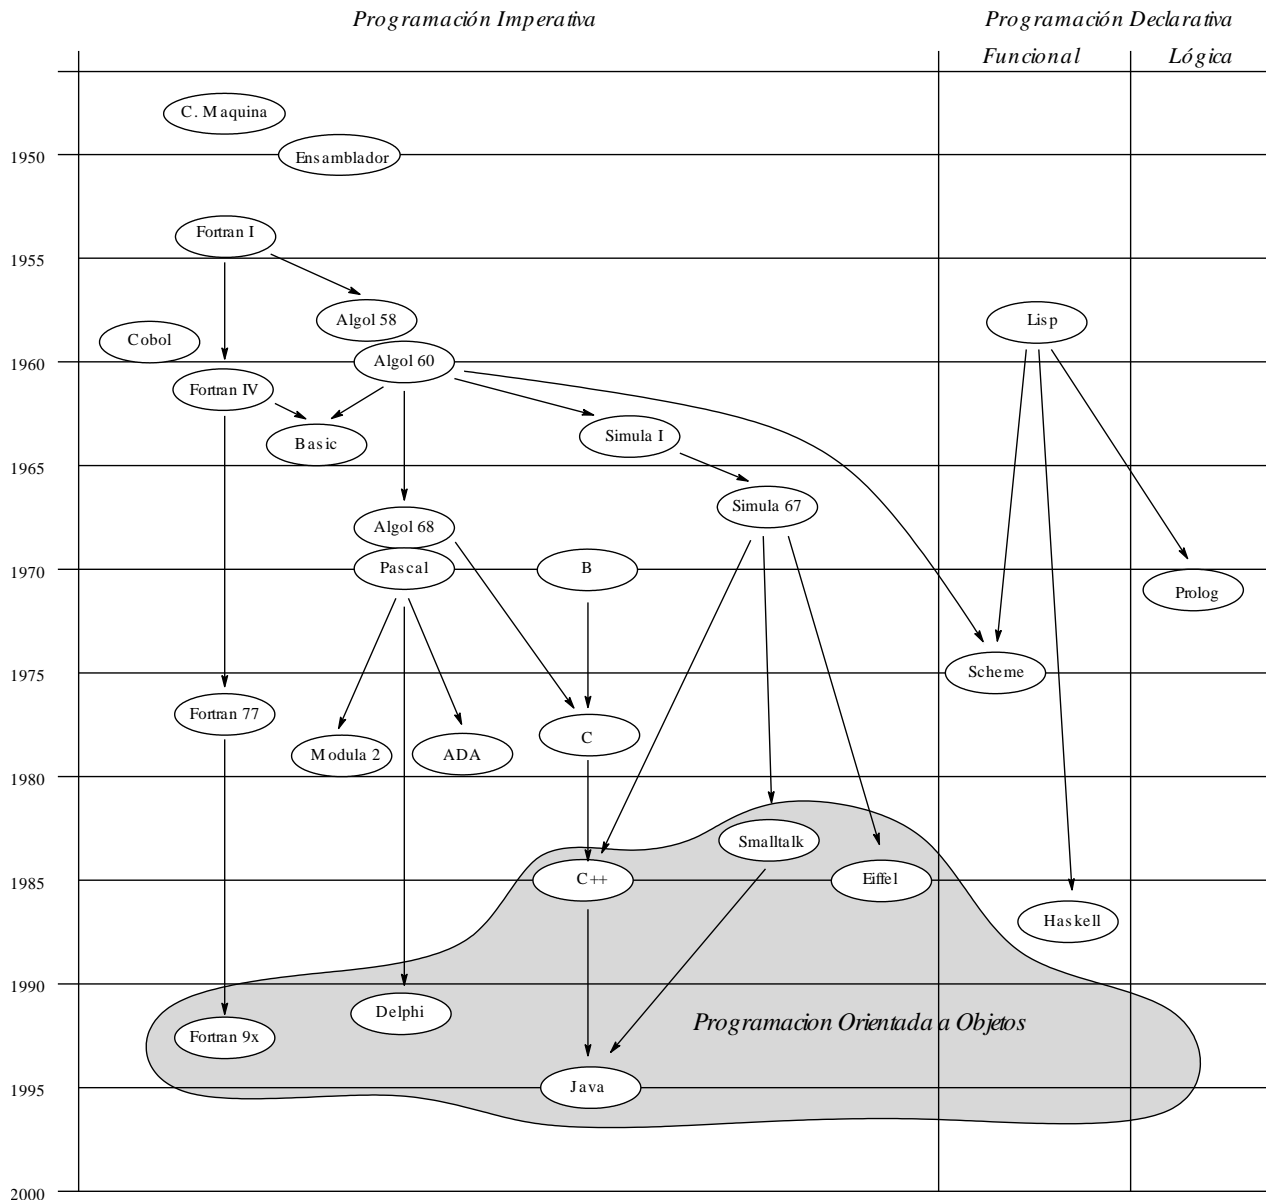 Programación Imperativa
Programación Declarativa
Funcional
Lógica
C. Maquina
1950
Ensamblador
Fortran I
1955
Algol 58
Lisp
Cobol
1960
Algol 60
Fortran IV
Basic
Simula I
1965
Simula 67
Algol 68
1970
Pascal
B
Prolog
1975
Scheme
Fortran 77
Modula 2
ADA
C
1980
Smalltalk
1985
C++
Eiffel
Haskell
1990
Delphi
Programacion Orientada a Objetos
Fortran 9x
1995
Java
2000